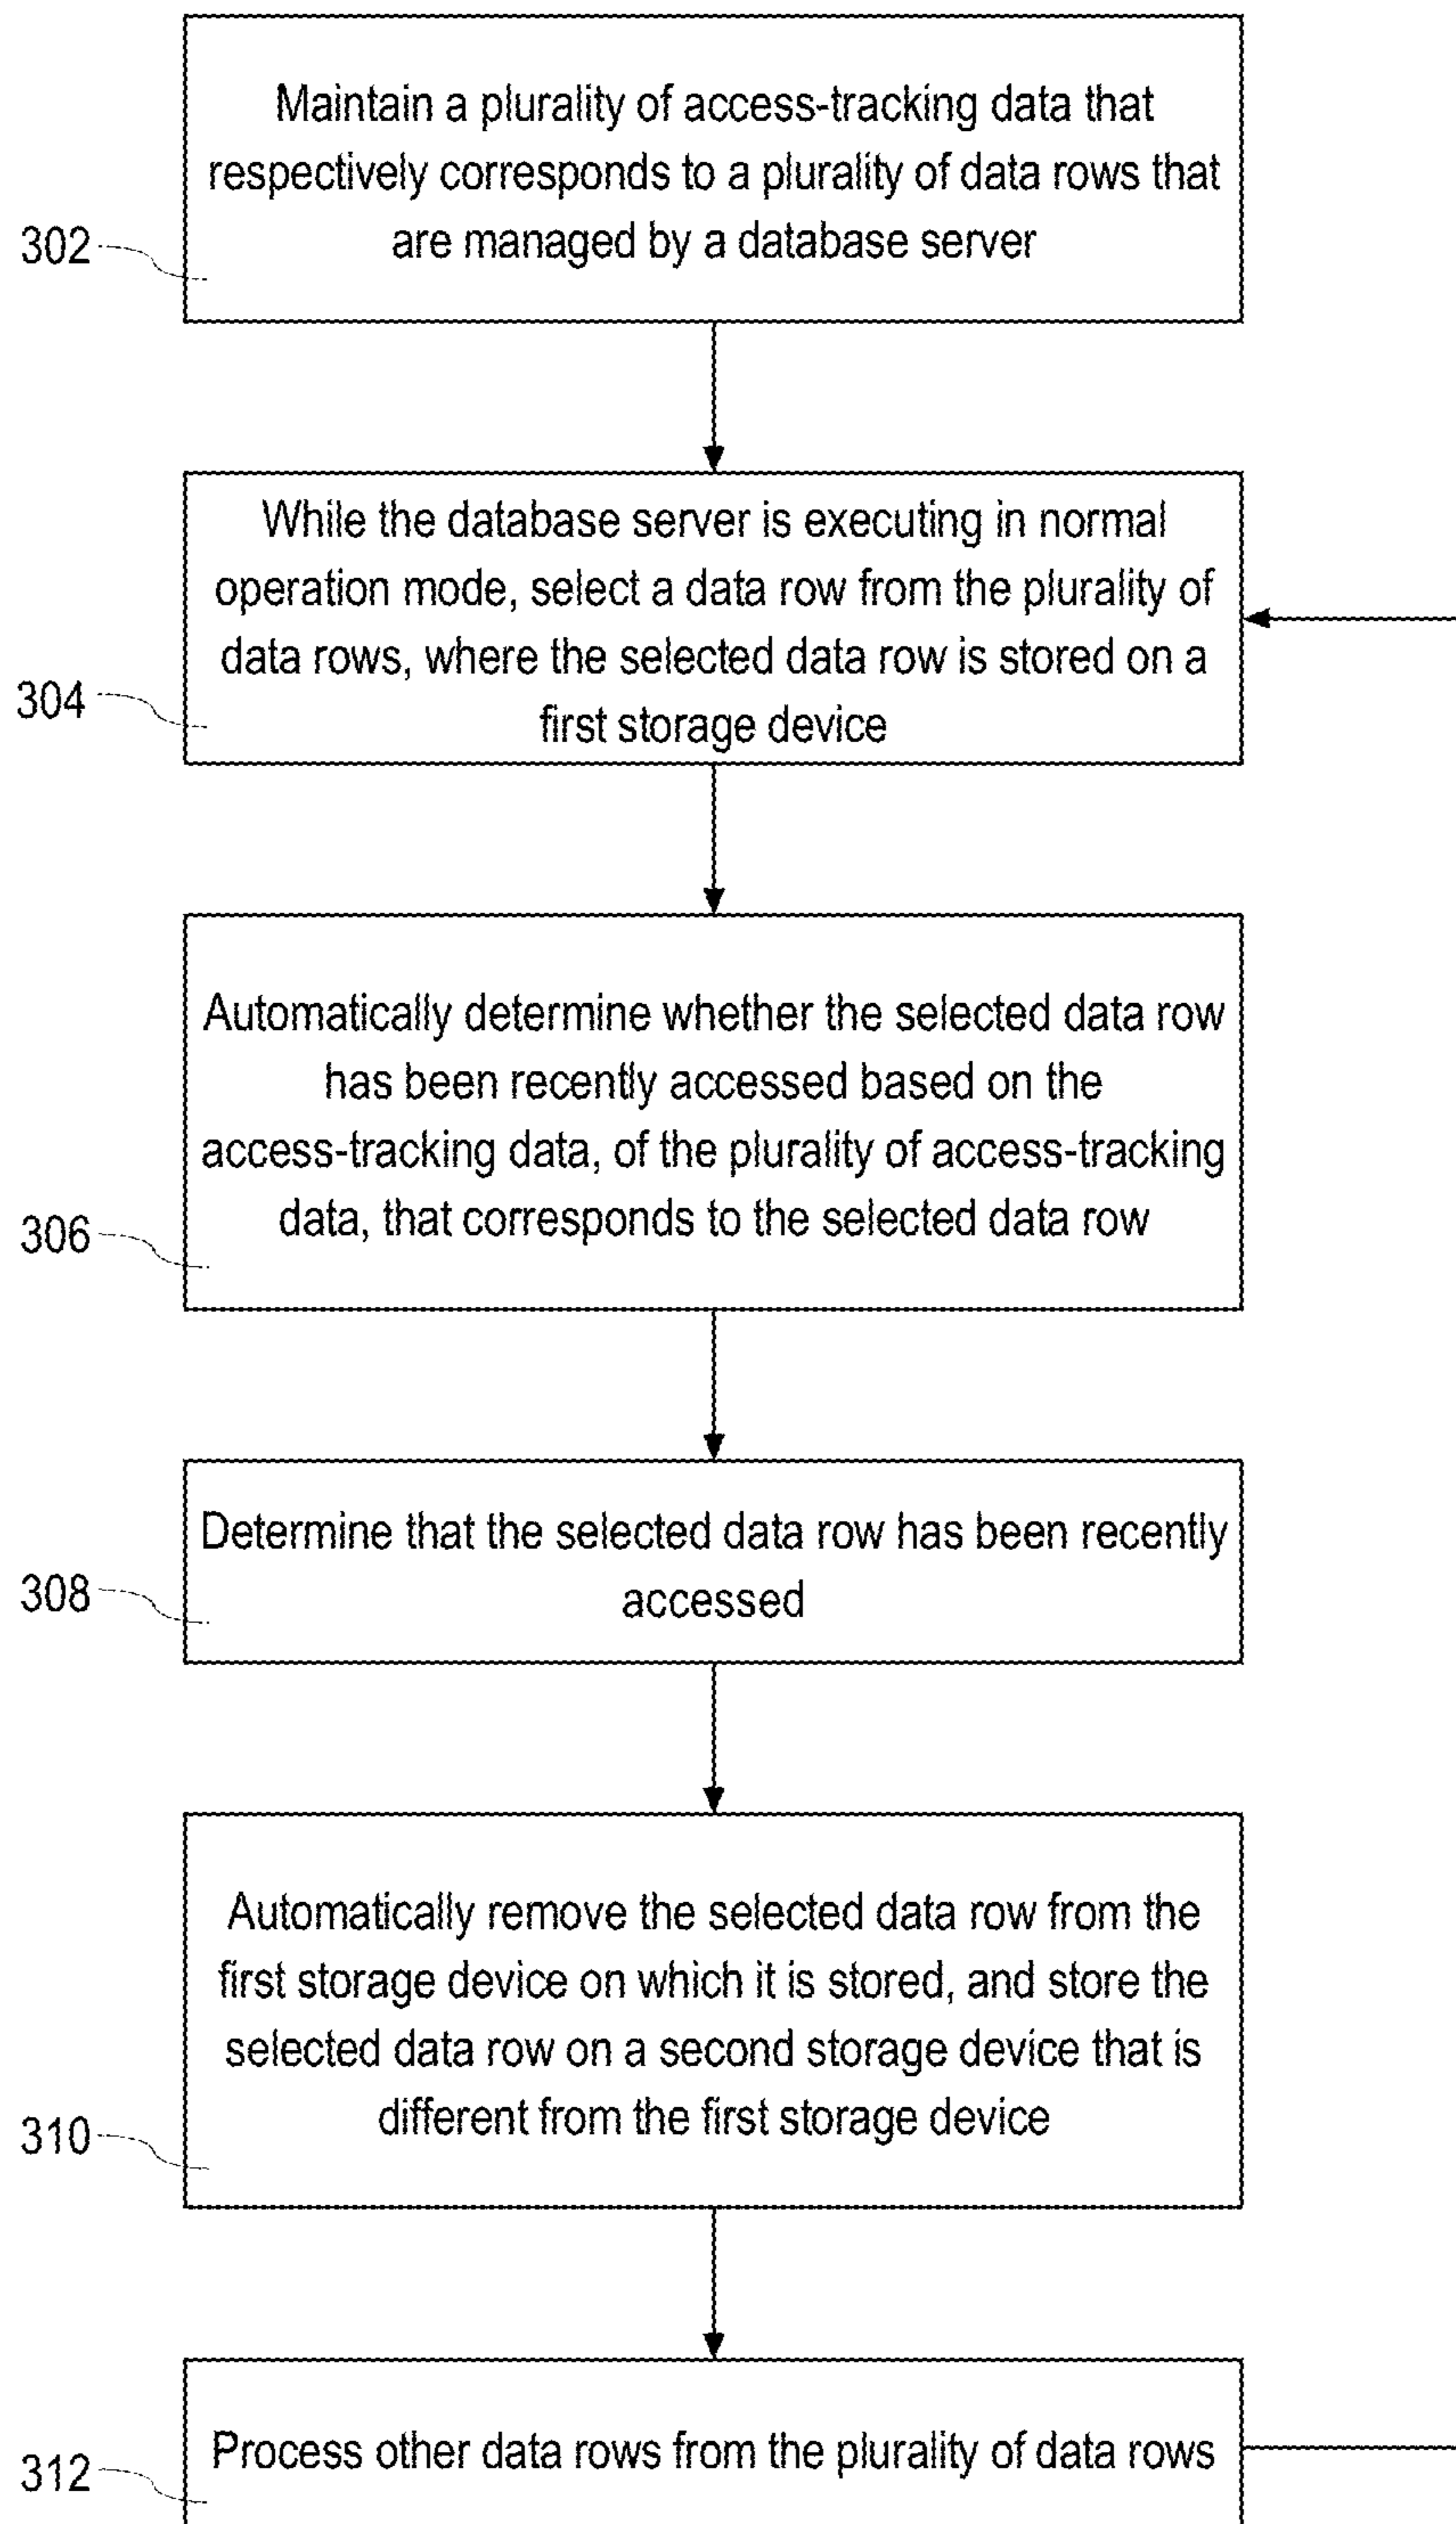 Maintain a plurality of access-tracking data that
respectively corresponds to a plurality of data rows that
are managed by a database server
302
While the database server is executing in normal
operation mode, select a data row from the plurality of
data rows, where the selected data row is stored on a
first storage device
304
Automatically determine whether the selected data row
has been recently accessed based on the
access-tracking data, of the plurality of access-tracking
data, that corresponds to the selected data row
306
Determine that the selected data row has been recently
accessed
308
Automatically remove the selected data row from the
first storage device on which it is stored, and store the
selected data row on a second storage device that is
different from the first storage device
310
Process other data rows from the plurality of data rows
312